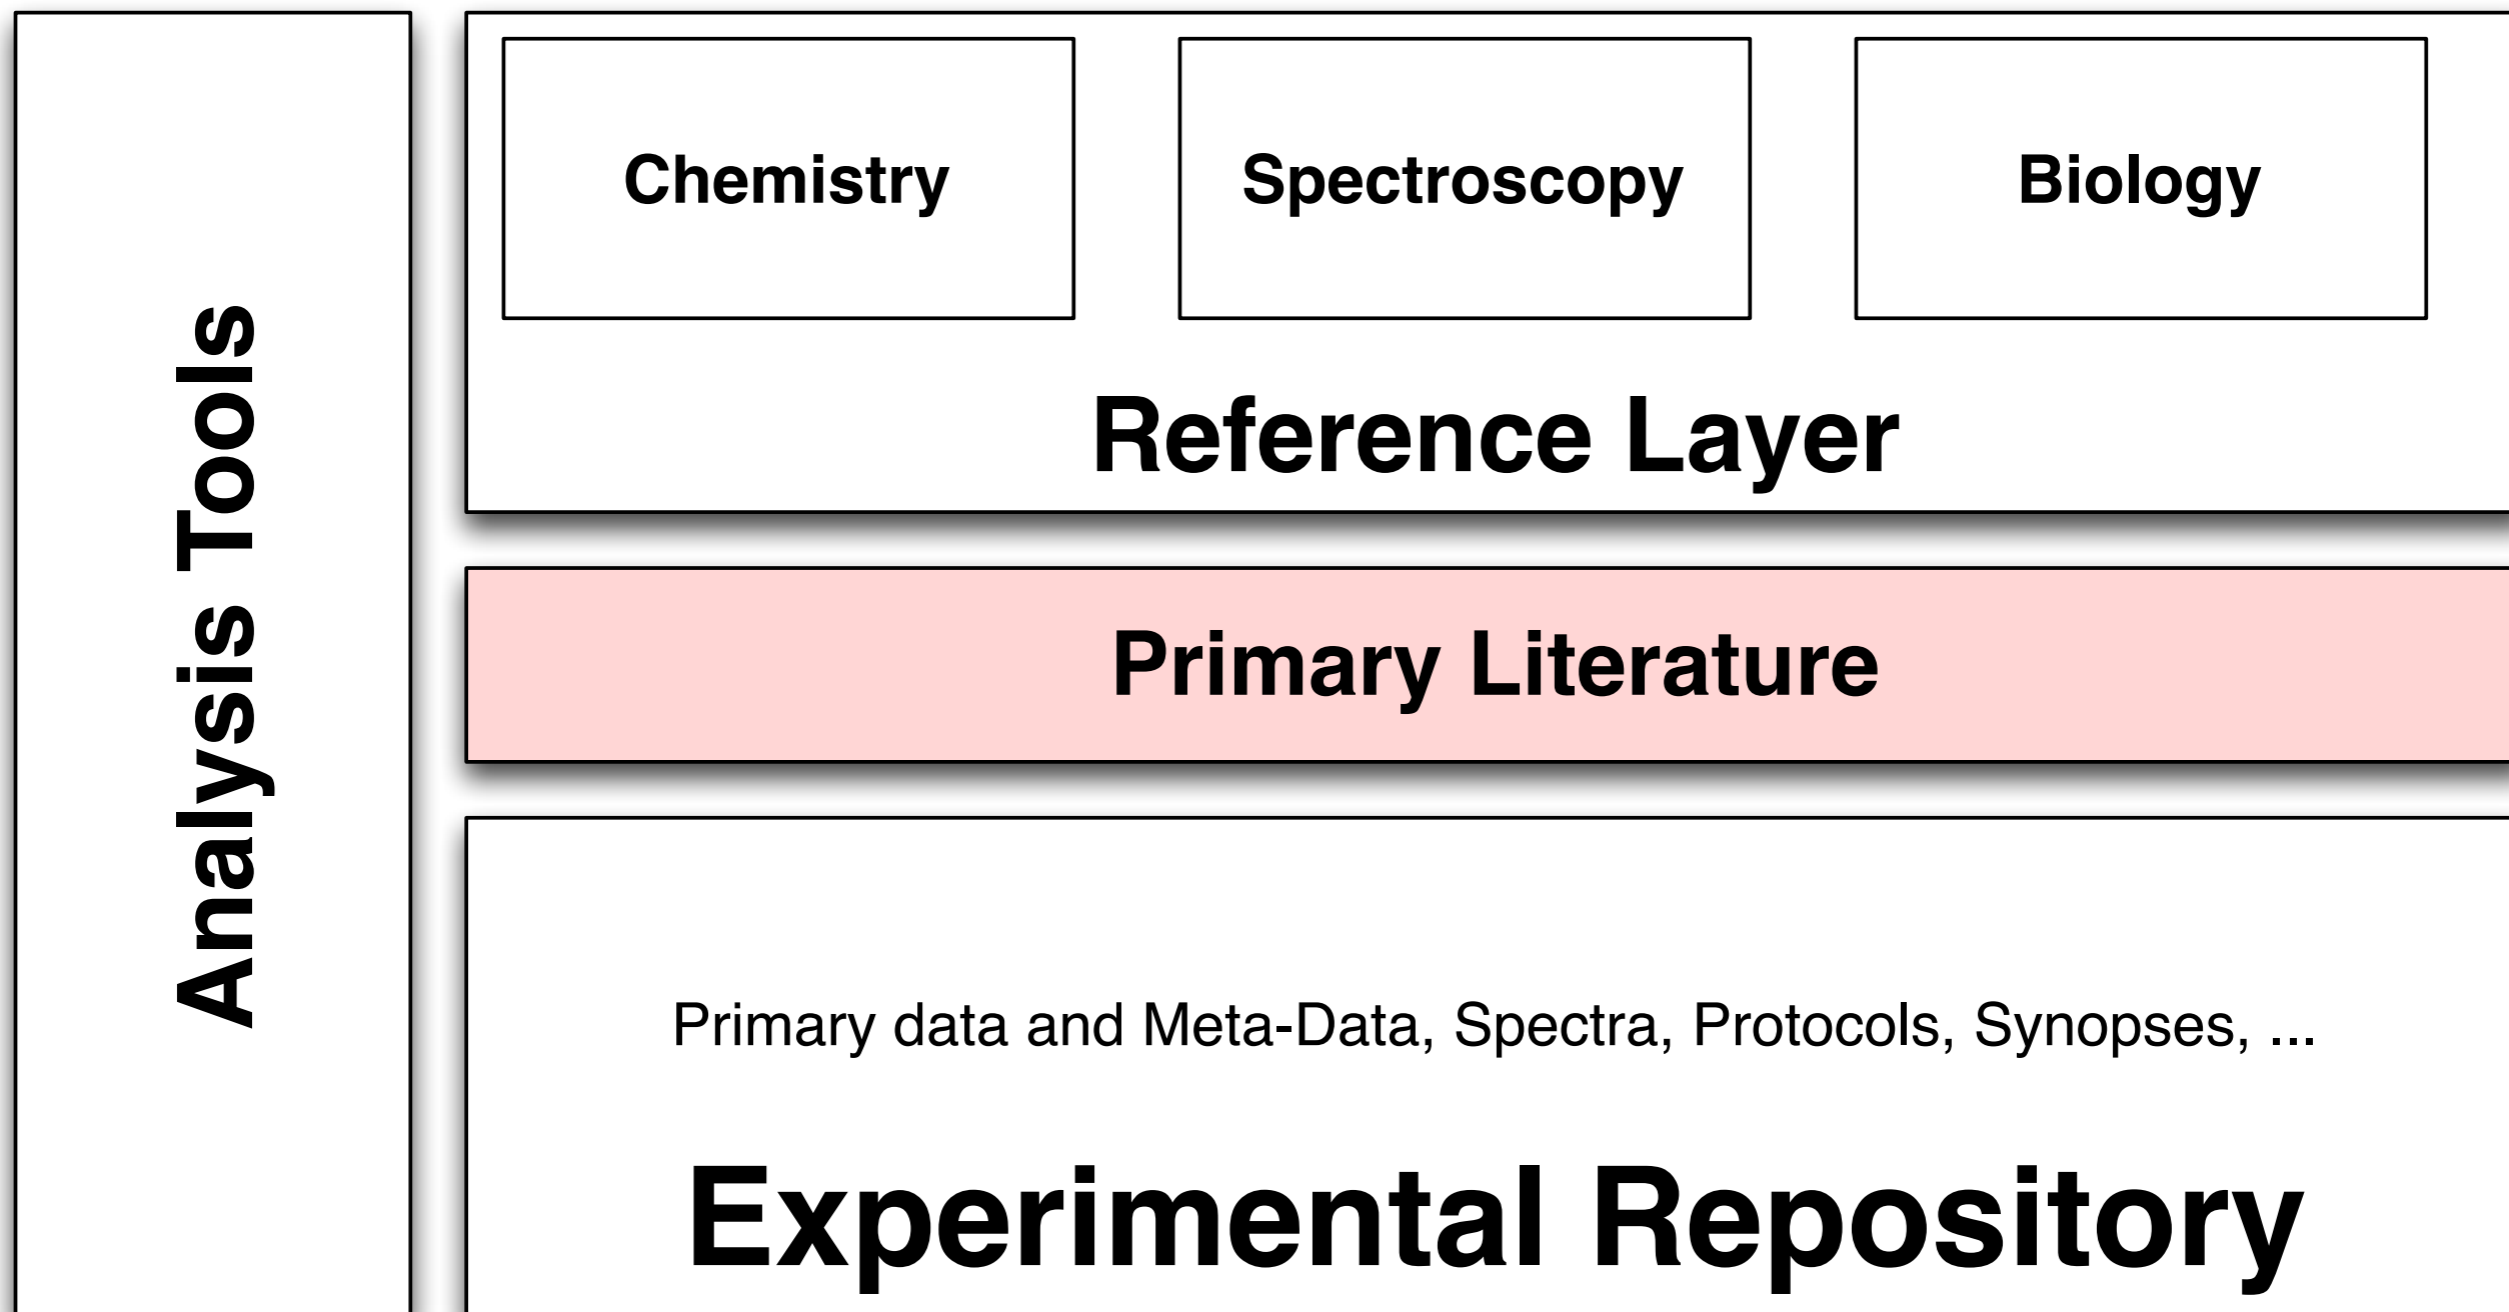 Analysis Tools
Chemistry
Spectroscopy
Biology
Reference Layer
Primary Literature
Primary data and Meta-Data, Spectra, Protocols, Synopses, ...
Experimental Repository